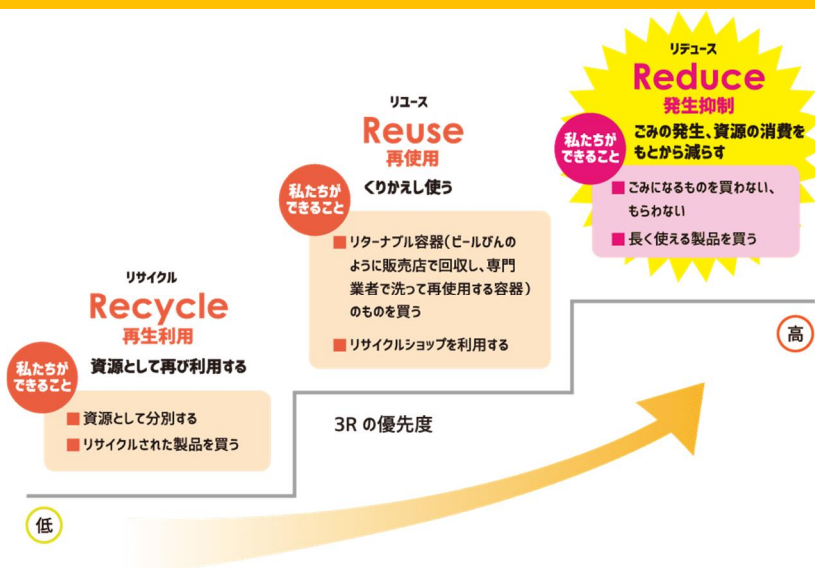 リサイクル
Recycle
再生利用
私たちが
できること
資源として再び利用する
■ 資源として分別する
■ リサイクルされた製品を買う
低
リユース
Reuse
再使用
私たちが
できること
くりかえし使う
■ リターナブル容器(ビールびんの
ように販売店で回収し、専門
業者で洗って再使用する容器)
のものを買う
■ リサイクルショップを利用する
3Rの優先度
リデュース
Reduce
発生抑制
私たちが
できること
ごみの発生、資源の消費を
もとから減らす
■ ごみになるものを買わない、
もらわない
■ 長く使える製品を買う
高